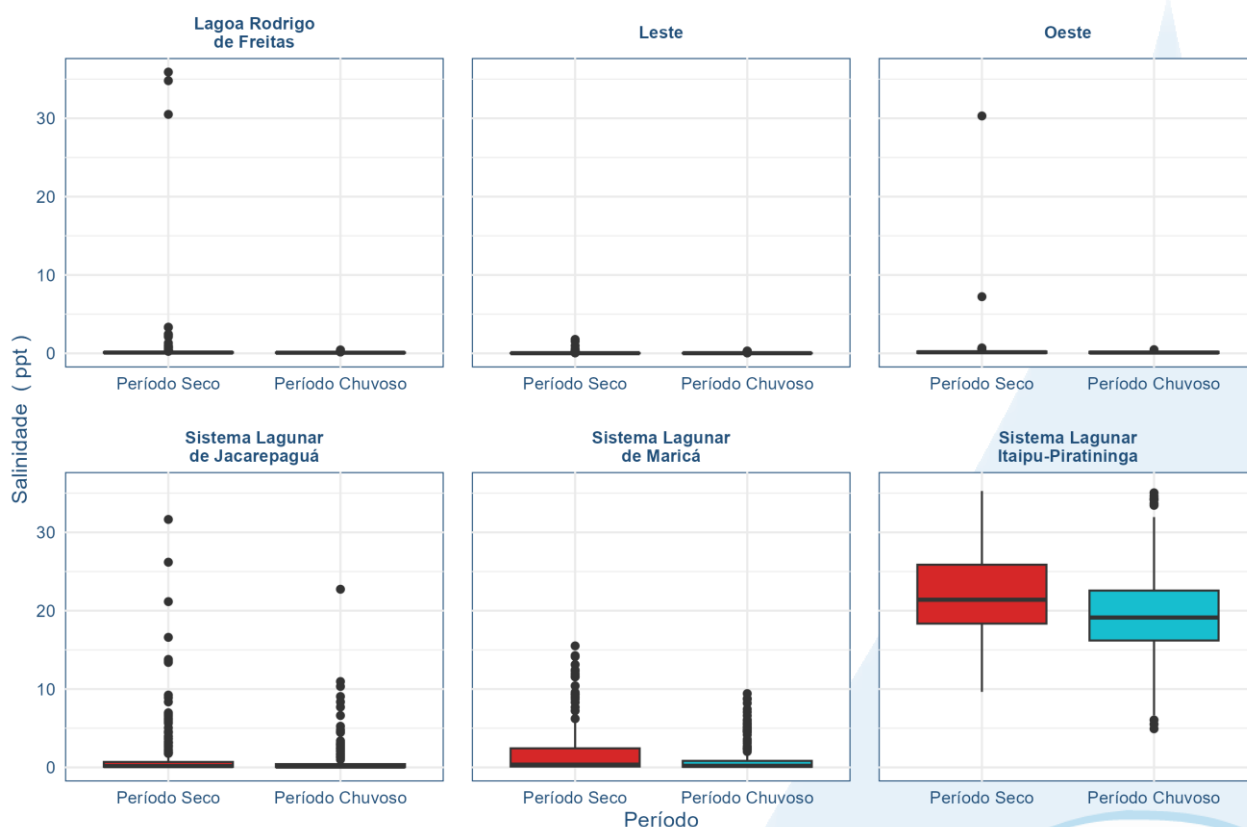 Lagoa Rodrigo
de Freitas
Leste
Oeste
30
20
10
0
Período Seco
Período Chuvoso
Período Seco
Período Chuvoso
Período Seco
Período Chuvoso
Salinidade ( ppt )
Sistema Lagunar
de Jacarepaguá
Sistema Lagunar
de Maricá
Sistema Lagunar
Itaipu-Piratininga
30
20
10
0
Período Seco
Período Chuvoso
Período Seco
Período Chuvoso
Período Seco
Período Chuvoso
Período